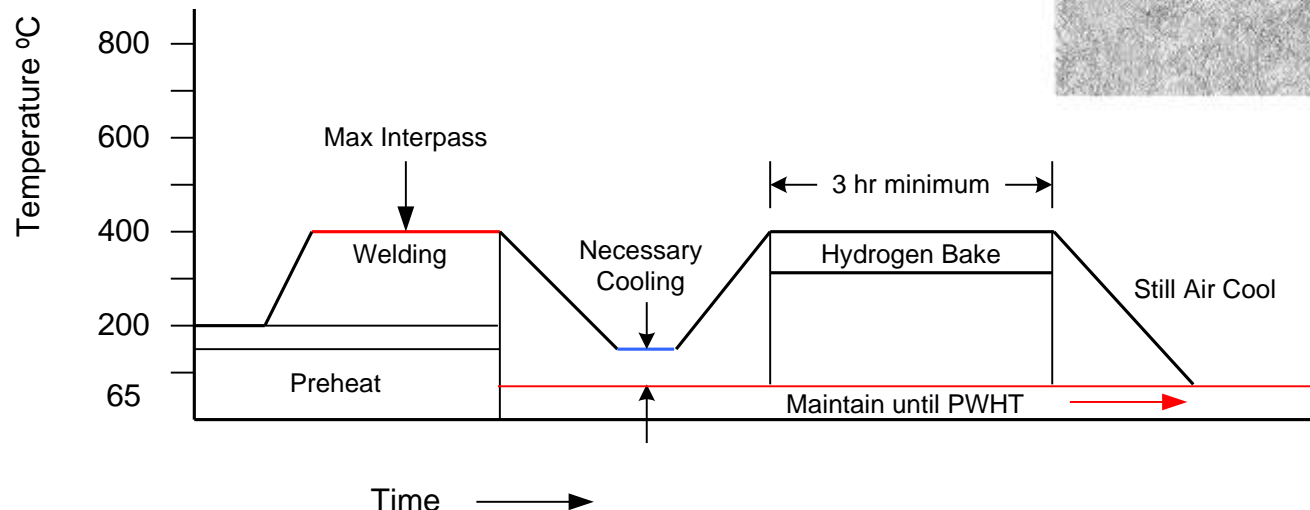 Temperature ºC
800
600
400
200
65
Max Interpass
Welding
Preheat
Necessary
Cooling
3 hr minimum
Hydrogen Bake
Still Air Cool
Maintain until PWHT
Time